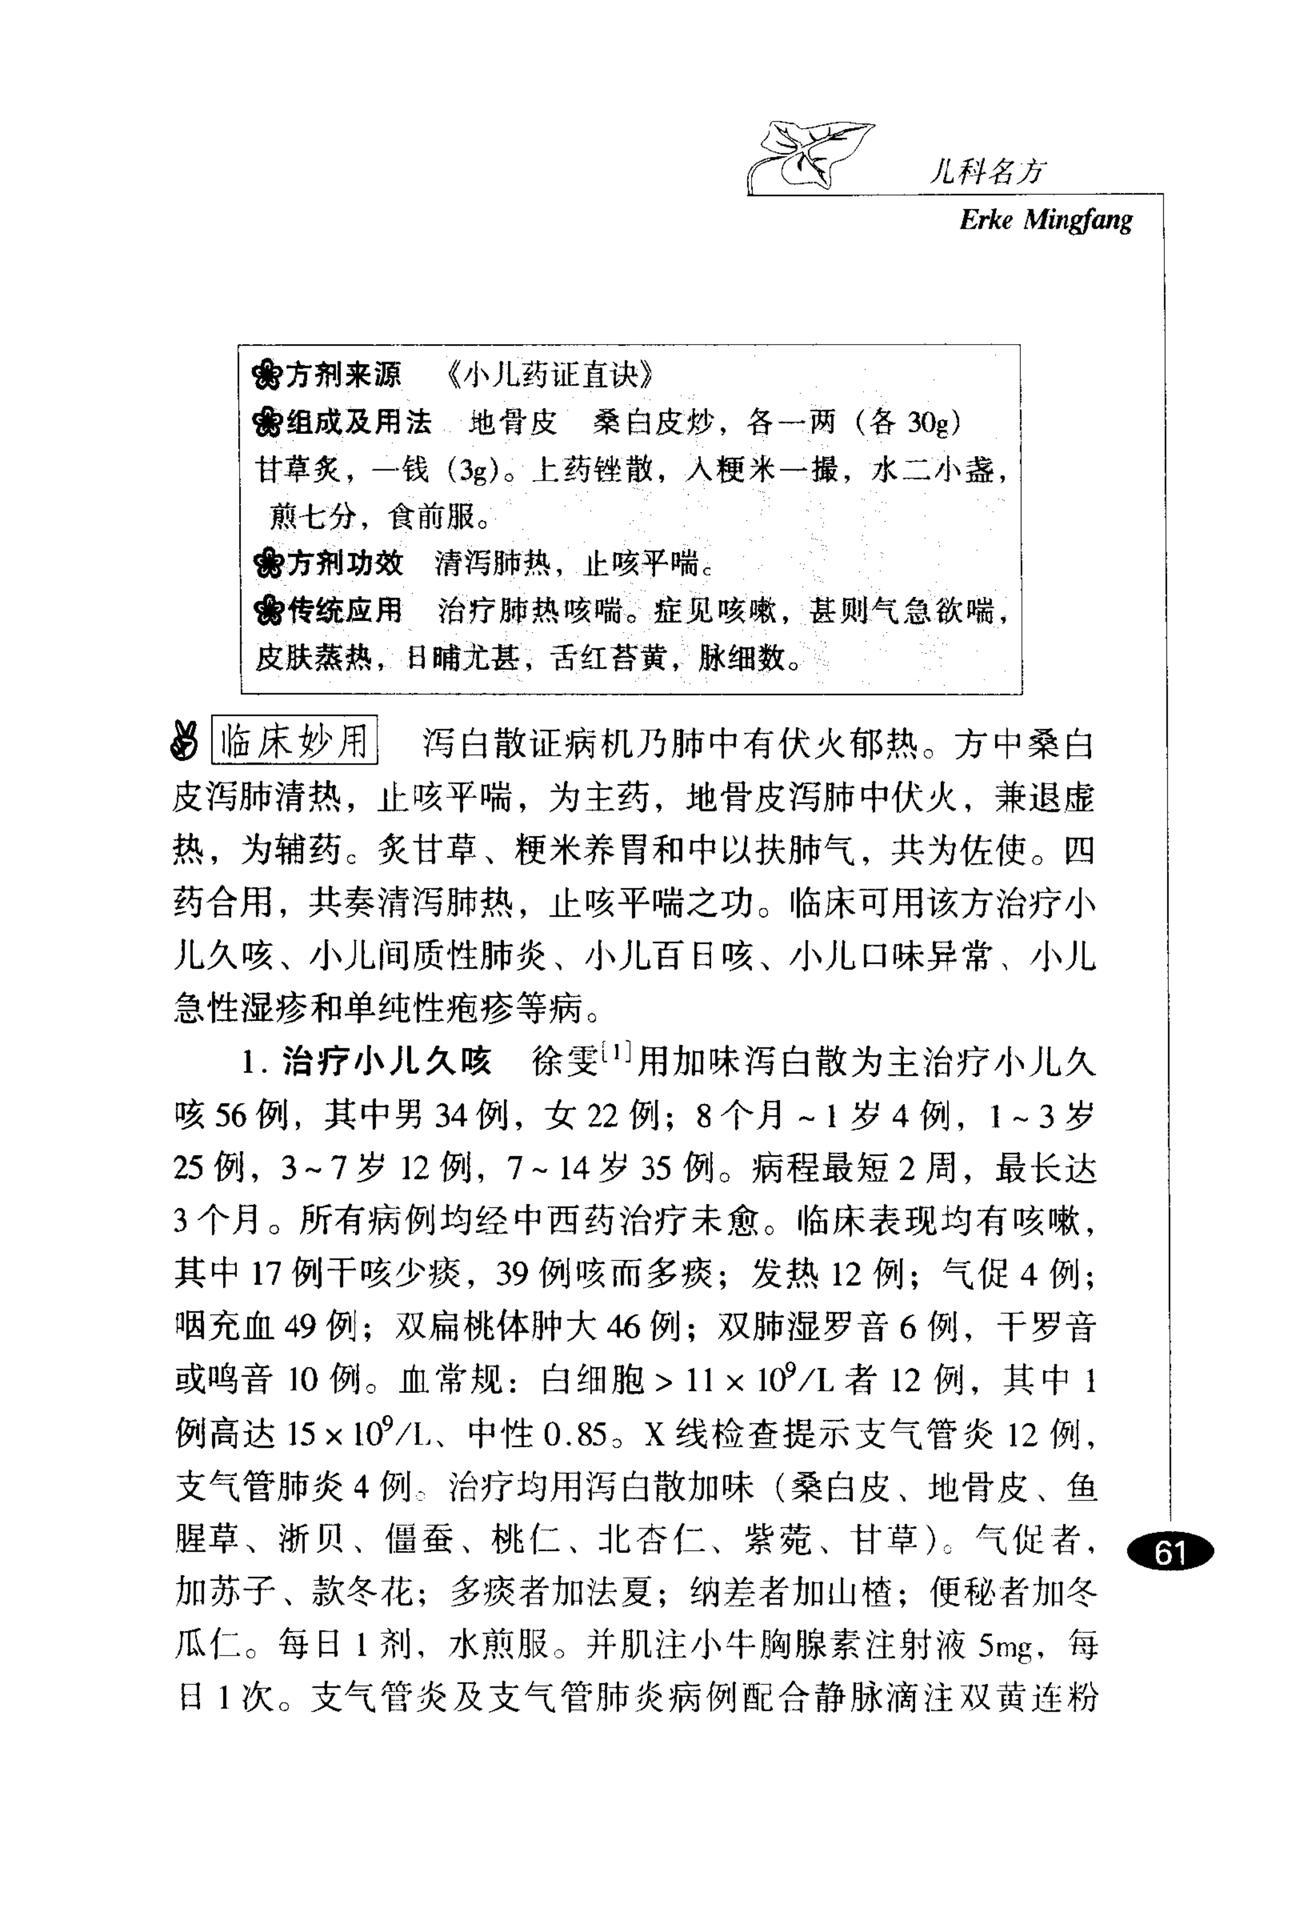 儿科名方
Erke Mingfang
方剂来源 《小儿药证直诀》
组成及用法 地骨皮 桑白皮炒，各一两（各 30g）
甘草炙，一钱（3g）。上药锉散，入粳米一撮，水二小盏，
煎七分，食前服。
方剂功效 清泻肺热，止咳平喘。
传统应用 治疗肺热咳喘。症见咳嗽，甚则气急欲喘，
皮肤蒸热，日晡尤甚，舌红苔黄，脉细数。
临床妙用 泻白散证病机乃肺中有伏火郁热。方中桑白
皮泻肺清热，止咳平喘，为主药，地骨皮泻肺中伏火，兼退虚
热，为辅药。炙甘草、粳米养胃和中以扶肺气，共为佐使。四
药合用，共奏清泻肺热，止咳平喘之功。临床可用该方治疗小
儿久咳、小儿间质性肺炎、小儿百日咳、小儿口味异常、小儿
急性湿疹和单纯性疱疹等病。
1. 治疗小儿久咳 徐雯[1]用加味泻白散为主治疗小儿久
咳 56 例，其中男 34 例，女 22 例；8 个月 ~ 1 岁 4 例，1 ~ 3 岁
25 例，3 ~ 7 岁 12 例，7 ~ 14 岁 35 例。病程最短 2 周，最长达
3 个月。所有病例均经中西药治疗未愈。临床表现均有咳嗽，
其中 17 例干咳少痰，39 例咳而多痰；发热 12 例；气促 4 例；
咽充血 49 例；双扁桃体肿大 46 例；双肺湿罗音 6 例，干罗音
或鸣音 10 例。血常规：白细胞 > 11 × 10⁹/L 者 12 例，其中 1
例高达 15 × 10⁹/L、中性 0.85。X 线检查提示支气管炎 12 例，
支气管肺炎 4 例。治疗均用泻白散加味（桑白皮、地骨皮、鱼
腥草、浙贝、僵蚕、桃仁、北杏仁、紫菀、甘草）。气促者，
加苏子、款冬花；多痰者加法夏；纳差者加山楂；便秘者加冬
瓜仁。每日 1 剂，水煎服。并肌注小牛胸腺素注射液 5mg，每
日 1 次。支气管炎及支气管肺炎病例配合静脉滴注双黄连粉
61